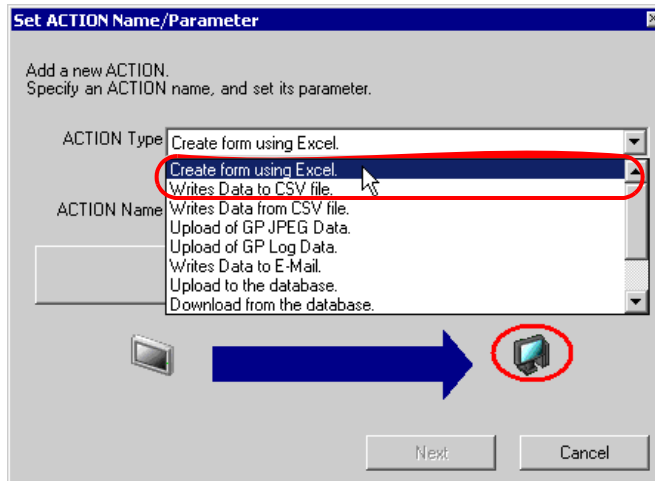 Set ACTION Name/Parameter
Add a new ACTION.
Specify an ACTION name, and set its parameter.
ACTION Type
Create form using Excel.
Create form using Excel.
Writes Data to CSV file.
ACTION Name
Writes Data from CSV file.
Upload of GP JPEG Data.
Upload of GP Log Data.
Writes Data to E-Mail.
Upload to the database.
Download from the database.
Next
Cancel